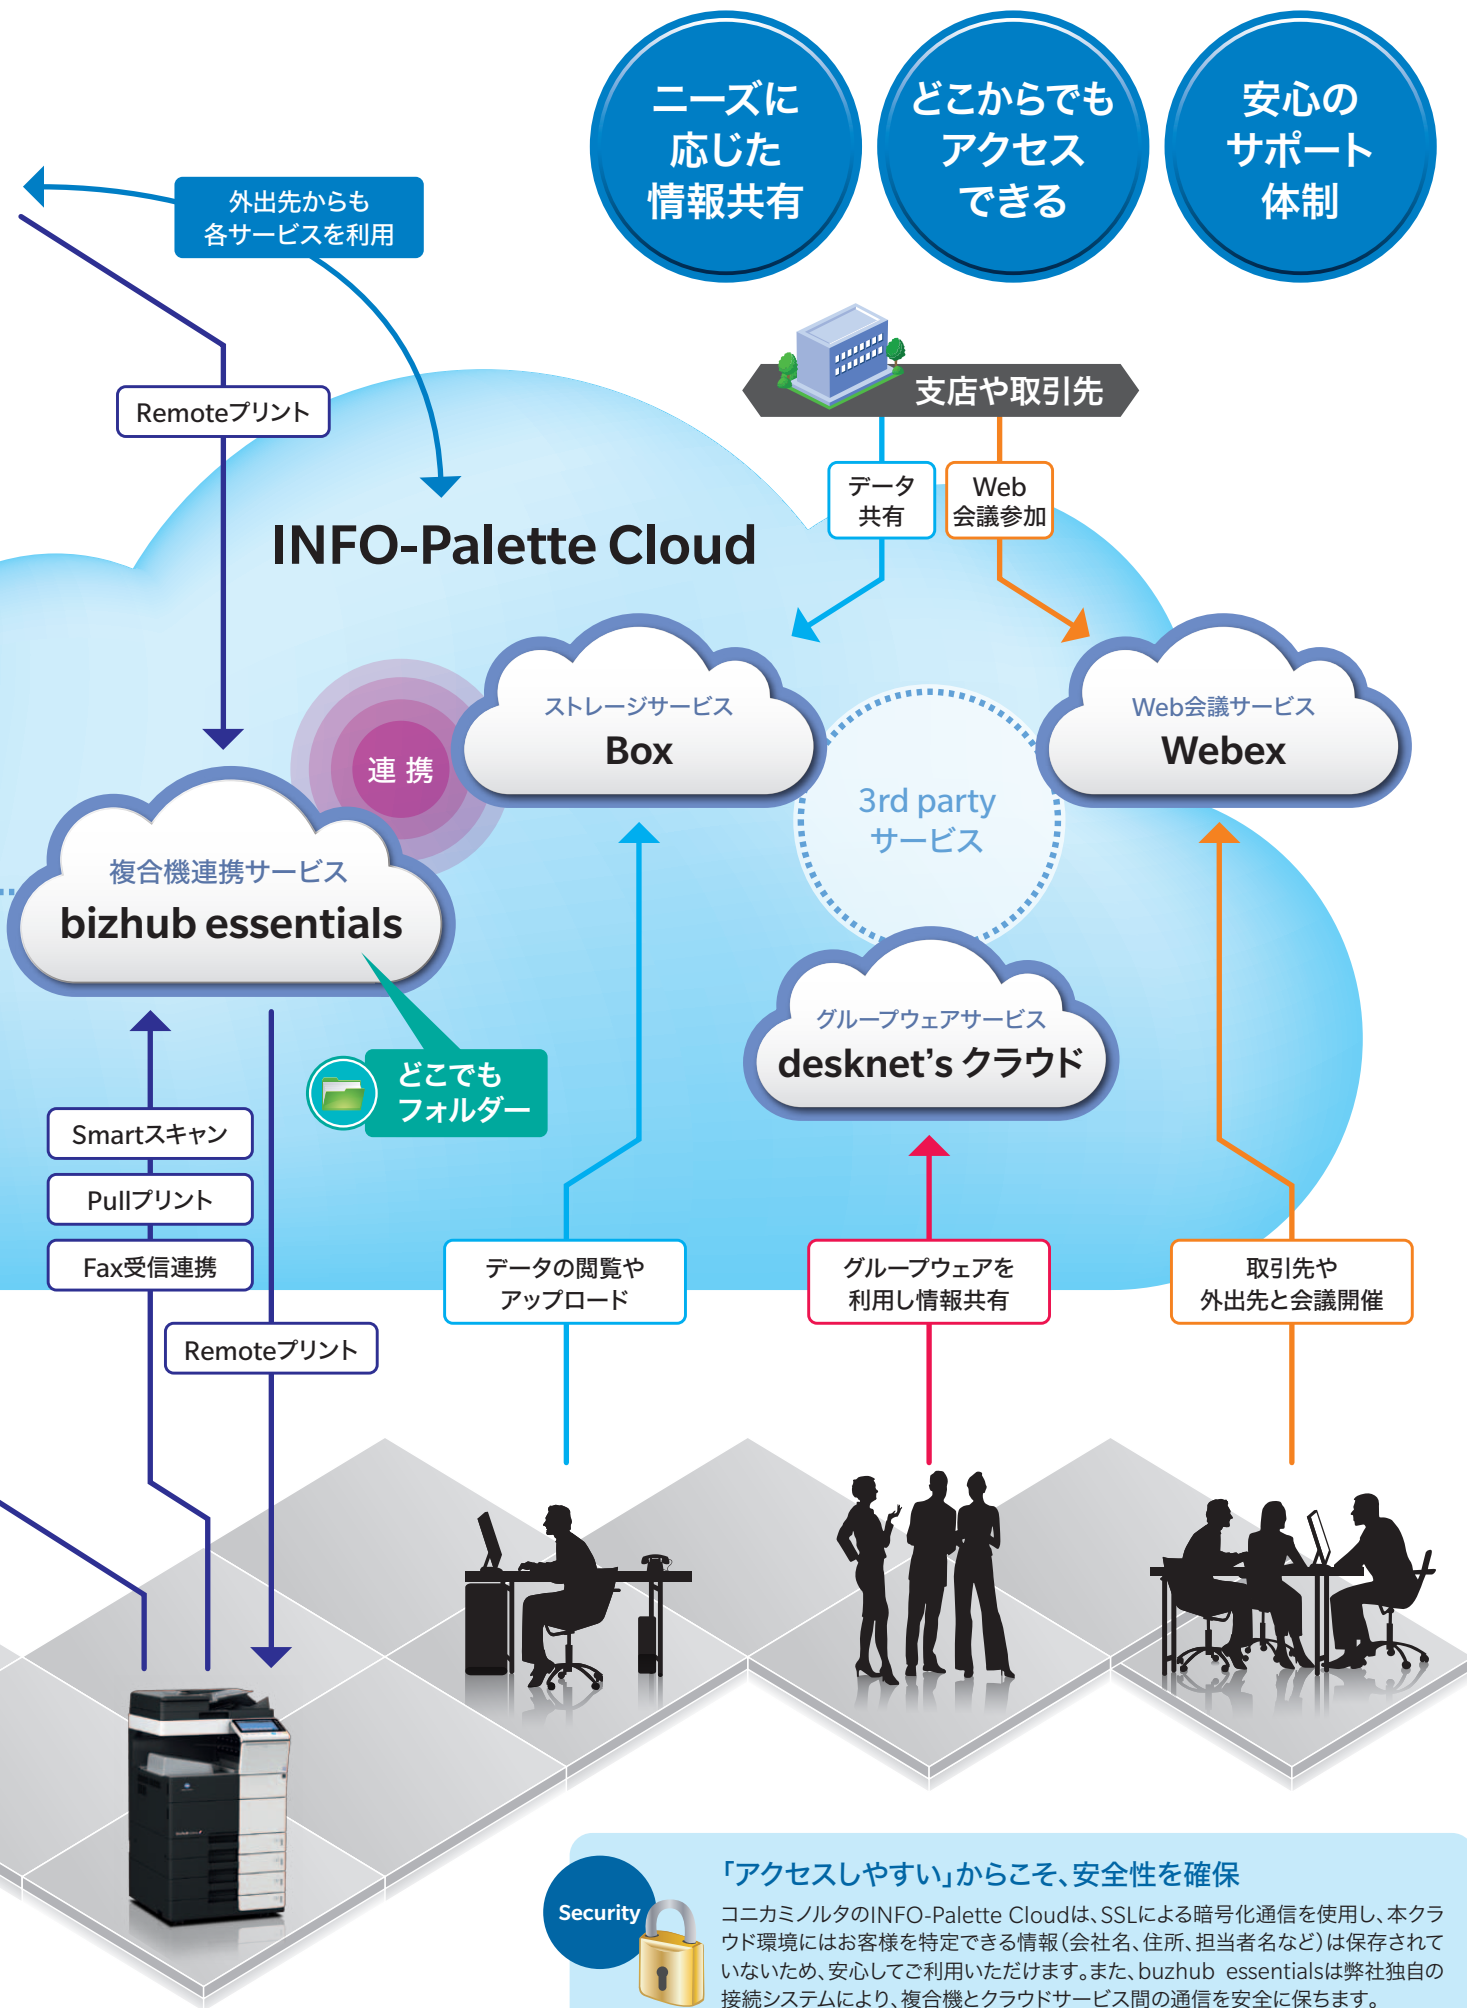 ニーズに
応じた
情報共有
どこからでも
アクセス
できる
安心の
サポート
体制
外出先からも
各サービスを利用
支店や取引先
Remoteプリント
データ
共有
Web
会議参加
INFO-Palette Cloud
ストレージサービス
Box
Web会議サービス
Webex
連携
3rd party
サービス
複合機連携サービス
bizhub essentials
グループウェアサービス
desknet's クラウド
どこでも
フォルダー
Smartスキャン
Pullプリント
Fax受信連携
データの閲覧や
アップロード
グループウェアを
利用し情報共有
取引先や
外出先と会議開催
Remoteプリント
Security
「アクセスしやすい」からこそ、安全性を確保
コニカミノルタのINFO-Palette Cloudは、SSLによる暗号化通信を使用し、本クラ
ウド環境にはお客様を特定できる情報（会社名、住所、担当者名など）は保存されて
いないため、安心してご利用いただけます。また、buzhub essentialsは弊社独自の
接続システムにより、複合機とクラウドサービス間の通信を安全に保ちます。